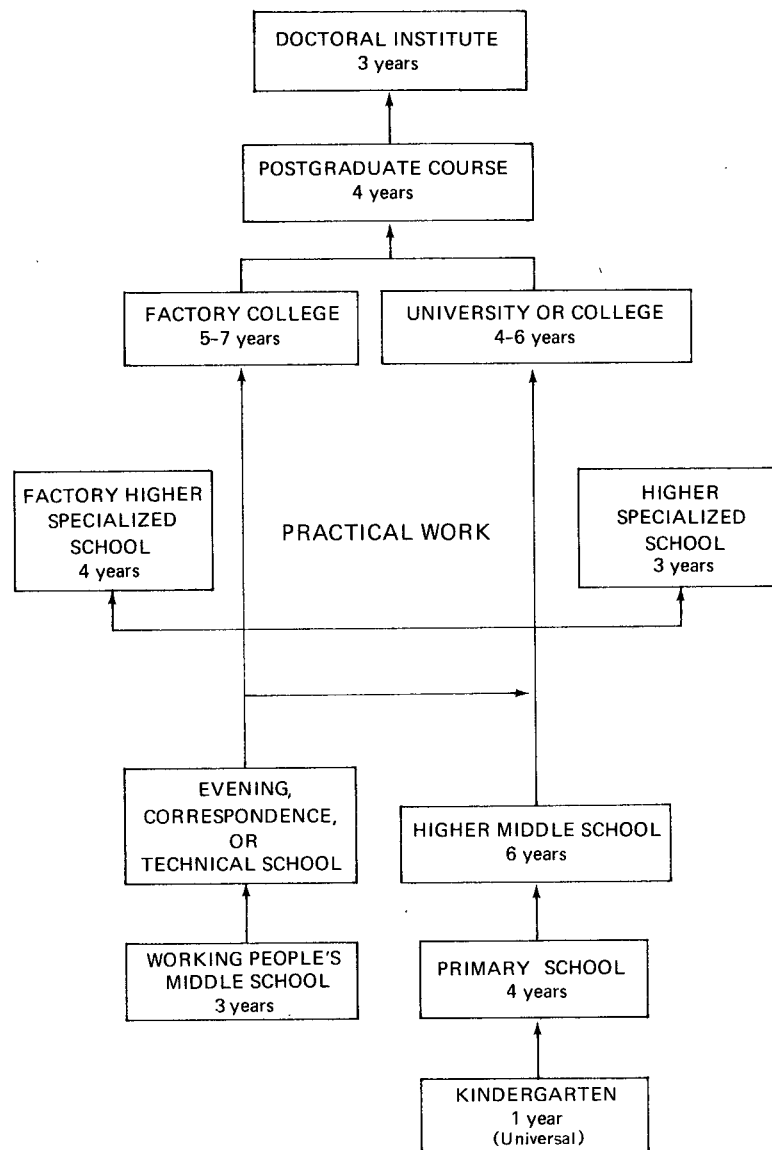 DOCTORAL INSTITUTE
3 years
POSTGRADUATE COURSE
4 years
FACTORY COLLEGE
5-7 years
UNIVERSITY OR COLLEGE
4-6 years
FACTORY HIGHER
SPECIALIZED
SCHOOL
4 years
PRACTICAL WORK
HIGHER
SPECIALIZED
SCHOOL
3 years
EVENING,
CORRESPONDENCE,
OR
TECHNICAL SCHOOL
HIGHER MIDDLE SCHOOL
6 years
WORKING PEOPLE'S
MIDDLE SCHOOL
3 years
PRIMARY SCHOOL
4 years
KINDERGARTEN
1 year
(Universal)